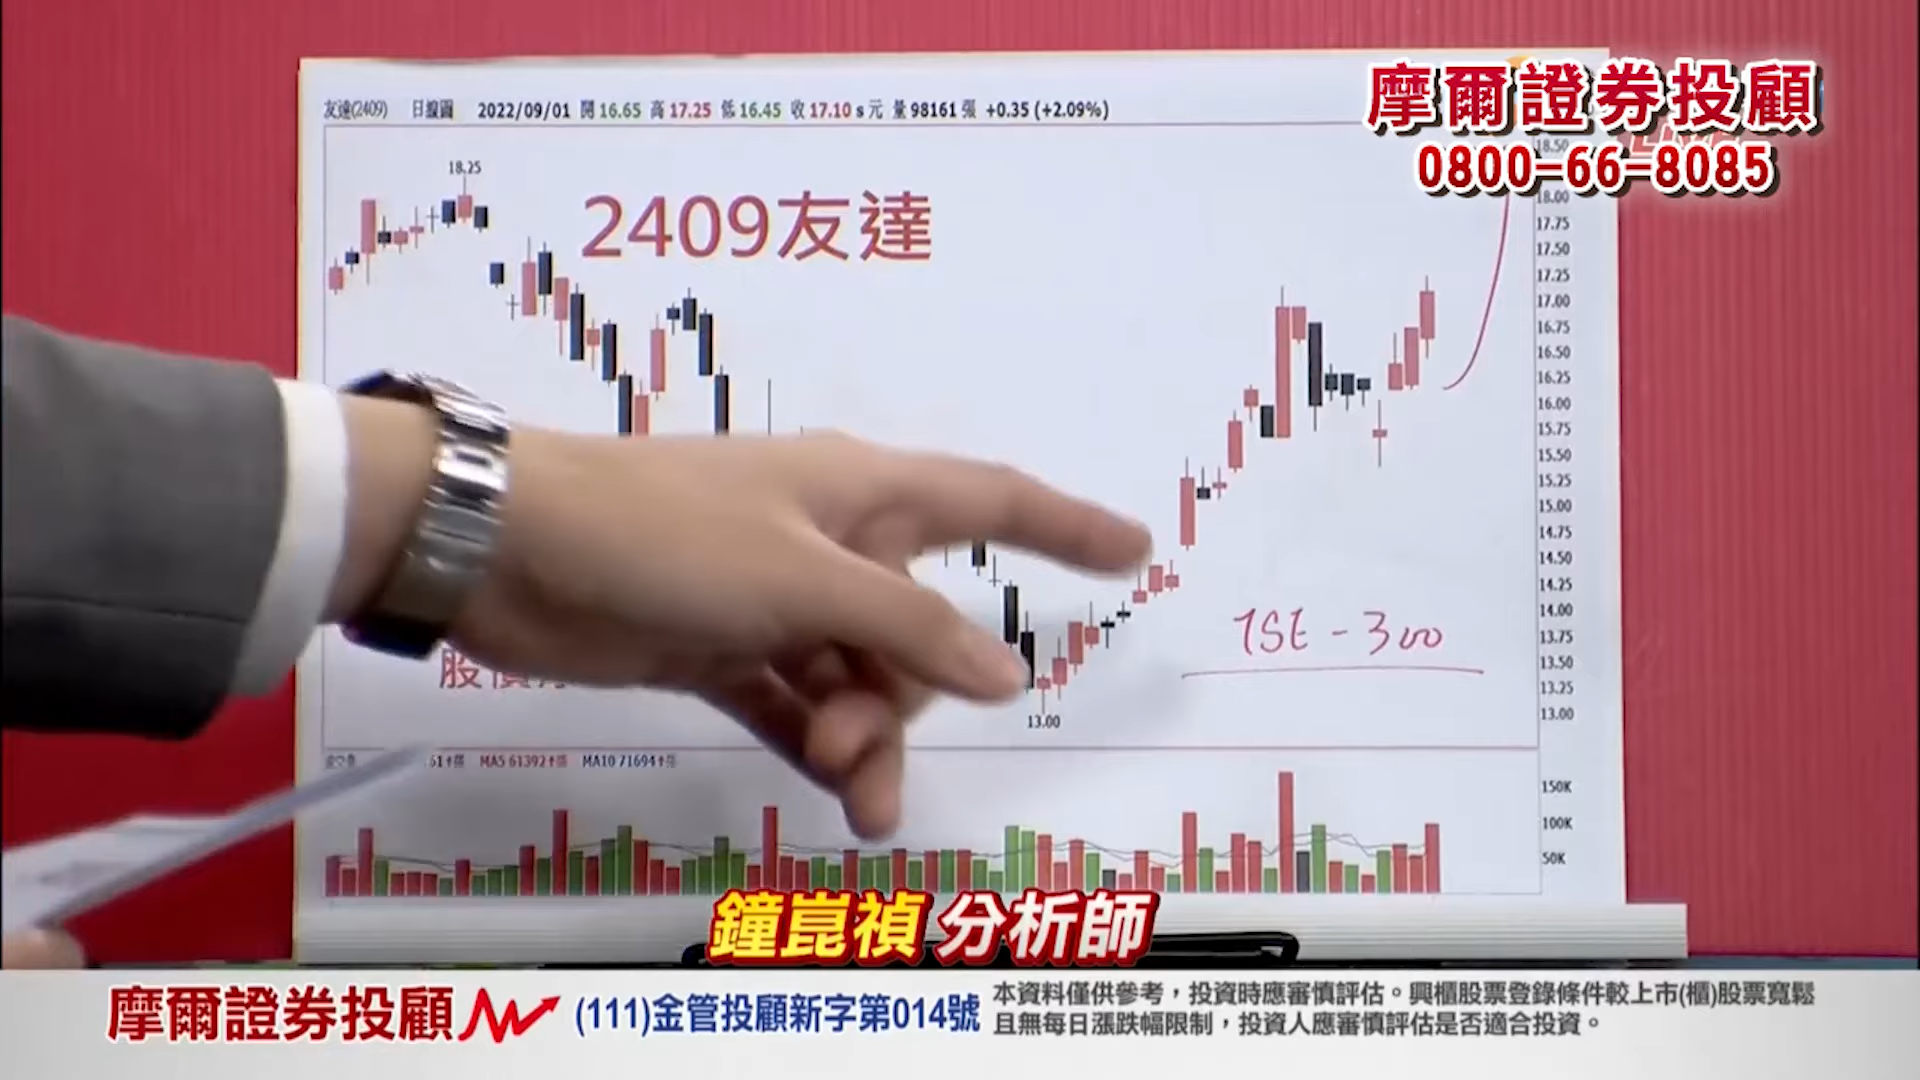 摩爾證券投顧
0800-66-8085
友達(2409) 日線圖 2022/09/01 開 16.65 高 17.25 低 16.45 收 17.10 s 元 量 98161 張 +0.35 (+2.09%)
18.25
2409友達
18.50
18.00
17.75
17.50
17.25
17.00
16.75
16.50
16.25
16.00
15.75
15.50
15.25
15.00
14.75
14.50
14.25
14.00
13.75
13.50
13.25
13.00
TSE-300
股價
13.00
MA5 61392↑張 MA10 71694↑張
150K
100K
50K
鐘崑禎 分析師
摩爾證券投顧 (111)金管投顧新字第014號
本資料僅供參考，投資時應審慎評估。興櫃股票登錄條件較上市(櫃)股票寬鬆
且無每日漲跌幅限制，投資人應審慎評估是否適合投資。